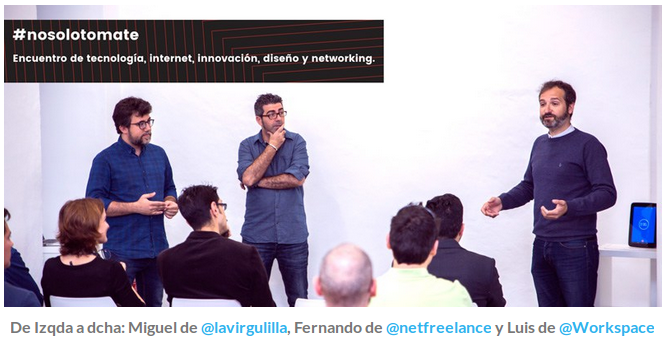 #nosolotomate
Encuentro de tecnología, internet, innovación, diseño y networking.
De Izqda a dcha: Miguel de @lavirgulilla, Fernando de @netfreelance y Luis de @Workspace